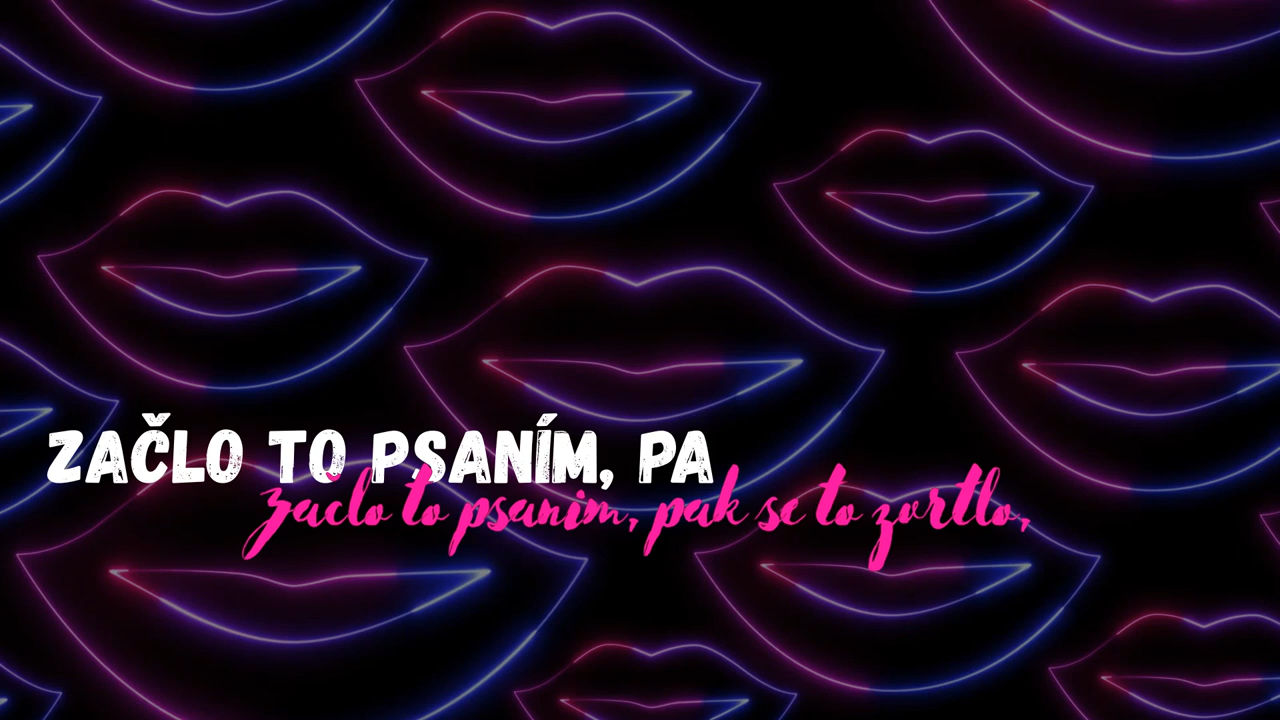 ZAČLO TO PSANÍM, PA
zaclo to psanim, pak se to zvrtlo,